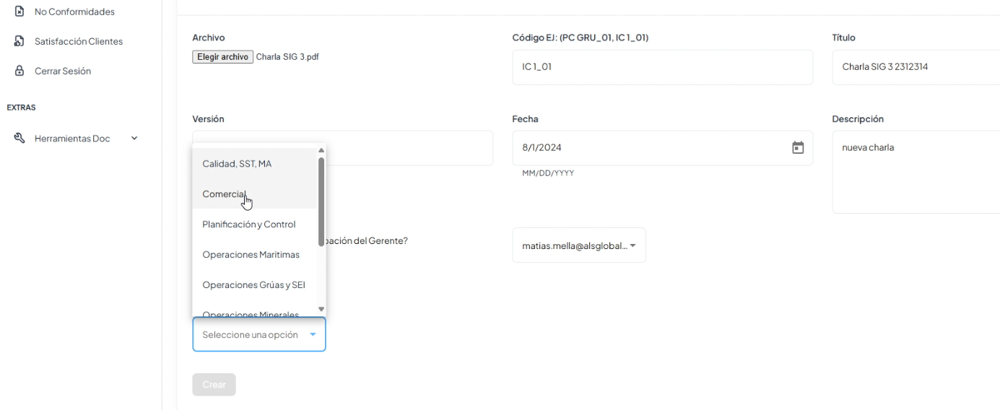 No Conformidades
Satisfacción Clientes
Cerrar Sesión
EXTRAS
Herramientas Doc
Archivo
Elegir archivo Charla SIG 3.pdf
Código EJ: (PC GRU_01, IC 1_01)
IC 1_01
Título
Charla SIG 3 2312314
Versión
Fecha
8/1/2024
MM/DD/YYYY
Descripción
nueva charla
Calidad, SST, MA
Comercial
Planificación y Control
Operaciones Maritimas
Operaciones Grúas y SEI
Operaciones Minerales
del Gerente?
matias.mella@alsglobal...
Seleccione una opción
Crear